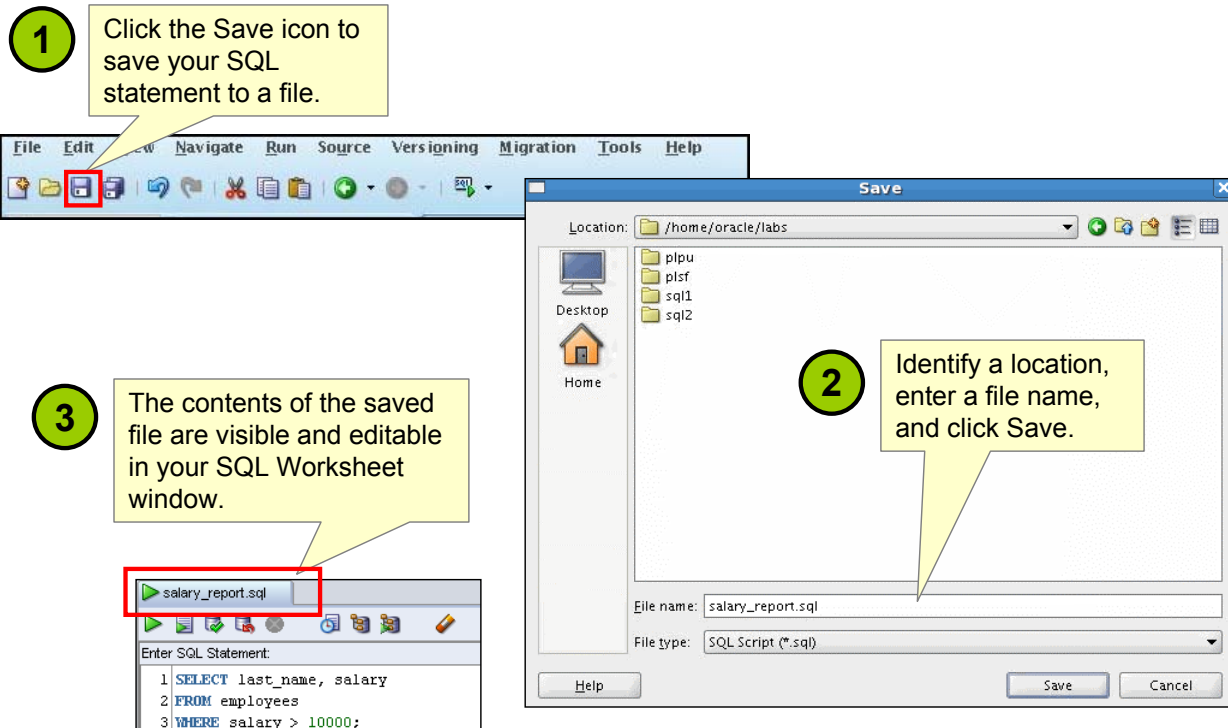 1
Click the Save icon to
save your SQL
statement to a file.
File Edit Navigate Run Source Versioning Migration Tools Help
SQL
Save
Location: /home/oracle/labs
plpu
plsf
sql1
sql2
Desktop
Home
2
Identify a location,
enter a file name,
and click Save.
File name: salary_report.sql
File type: SQL Script (*.sql)
Help Save Cancel
3
The contents of the saved
file are visible and editable
in your SQL Worksheet
window.
salary_report.sql
Enter SQL Statement:
1 SELECT last_name, salary
2 FROM employees
3 WHERE salary > 10000;